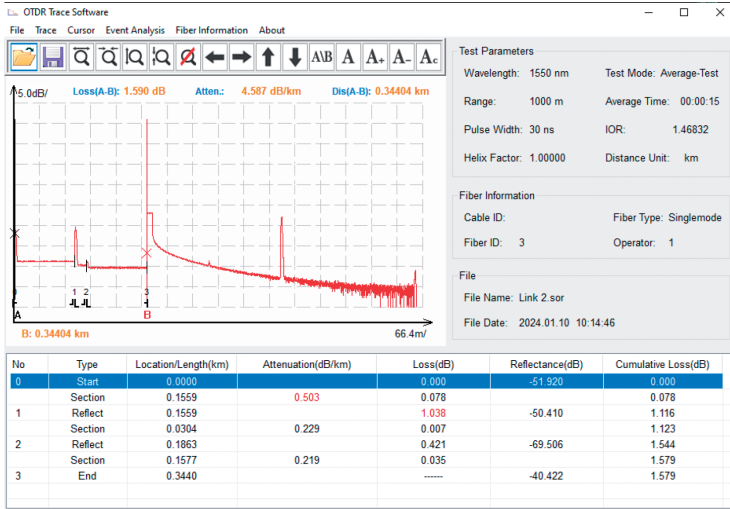 OTDR Trace Software
File Trace Cursor Event Analysis Fiber Information About
A\B A A+ A- Ac
5.0dB/ Loss(A-B): 1.590 dB Atten.: 4.587 dB/km Dis(A-B): 0.34404 km
0 1 2 3
A B
B: 0.34404 km 66.4m/
Test Parameters
Wavelength: 1550 nm Test Mode: Average-Test
Range: 1000 m Average Time: 00:00:15
Pulse Width: 30 ns IOR: 1.46832
Helix Factor: 1.00000 Distance Unit: km
Fiber Information
Cable ID: Fiber Type: Singlemode
Fiber ID: 3 Operator: 1
File
File Name: Link 2.sor
File Date: 2024.01.10 10:14:46
No Type Location/Length(km) Attenuation(dB/km) Loss(dB) Reflectance(dB) Cumulative Loss(dB)
0 Start 0.0000 0.000 -51.920 0.000
Section 0.1559 0.503 0.078 0.078
1 Reflect 0.1559 1.038 -50.410 1.116
Section 0.0304 0.229 0.007 1.123
2 Reflect 0.1863 0.421 -69.506 1.544
Section 0.1577 0.219 0.035 1.579
3 End 0.3440 ------ -40.422 1.579